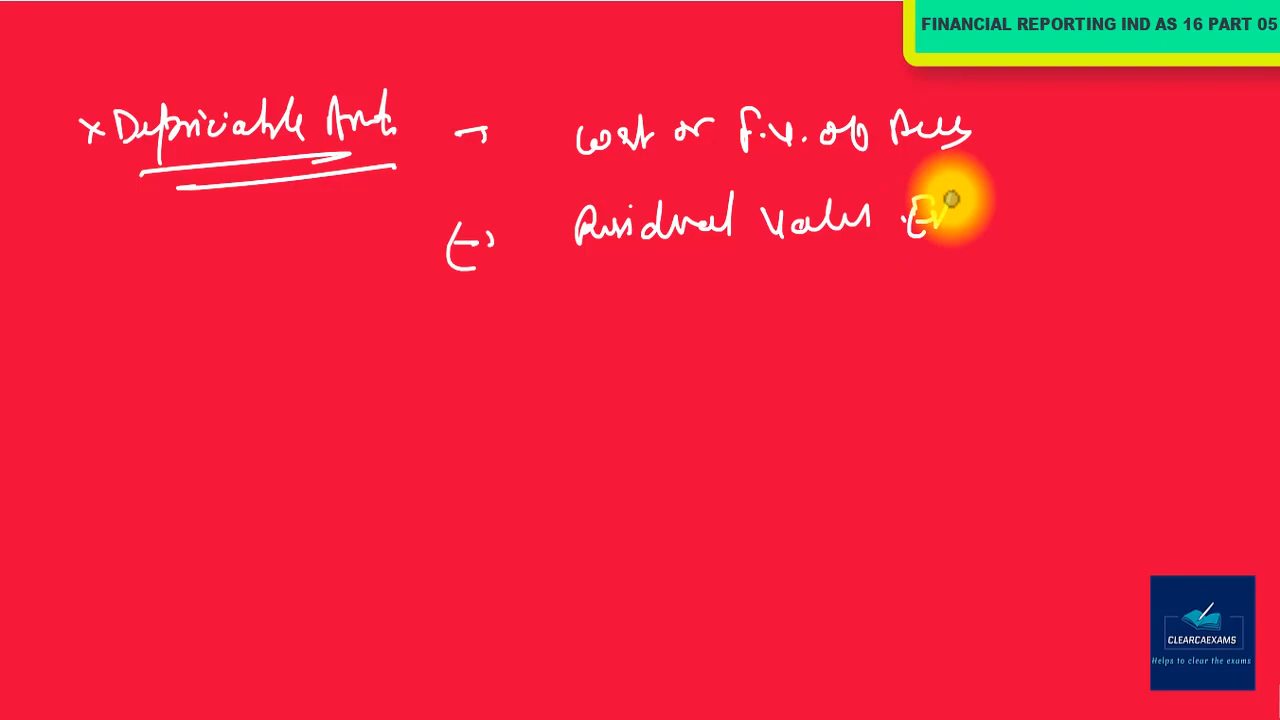 FINANCIAL REPORTING IND AS 16 PART 05
× Depriciable Amt. → Cost or F.V. of Assets
(-) Residual Value
CLEARCAEXAMS
Helps to clear the exams